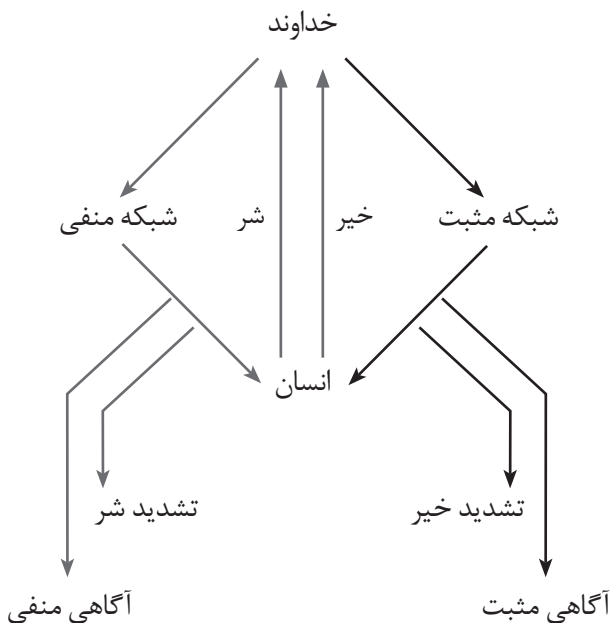 خداوند
شبکه مثبت
خیر
شر
شبکه منفی
انسان
تشدید خیر
تشدید شر
آگاهی مثبت
آگاهی منفی